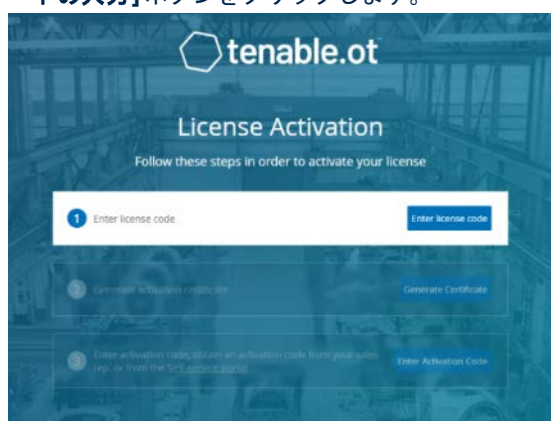 ードの入力]ボタンをクリックします。
tenable.ot
License Activation
Follow these steps in order to activate your license
1 Enter license code
Enter license code
2 Generate activation certificate
Generate Certificate
3 Enter activation code, obtain an activation code from your sales
rep. or from the Self-service portal
Enter Activation Code